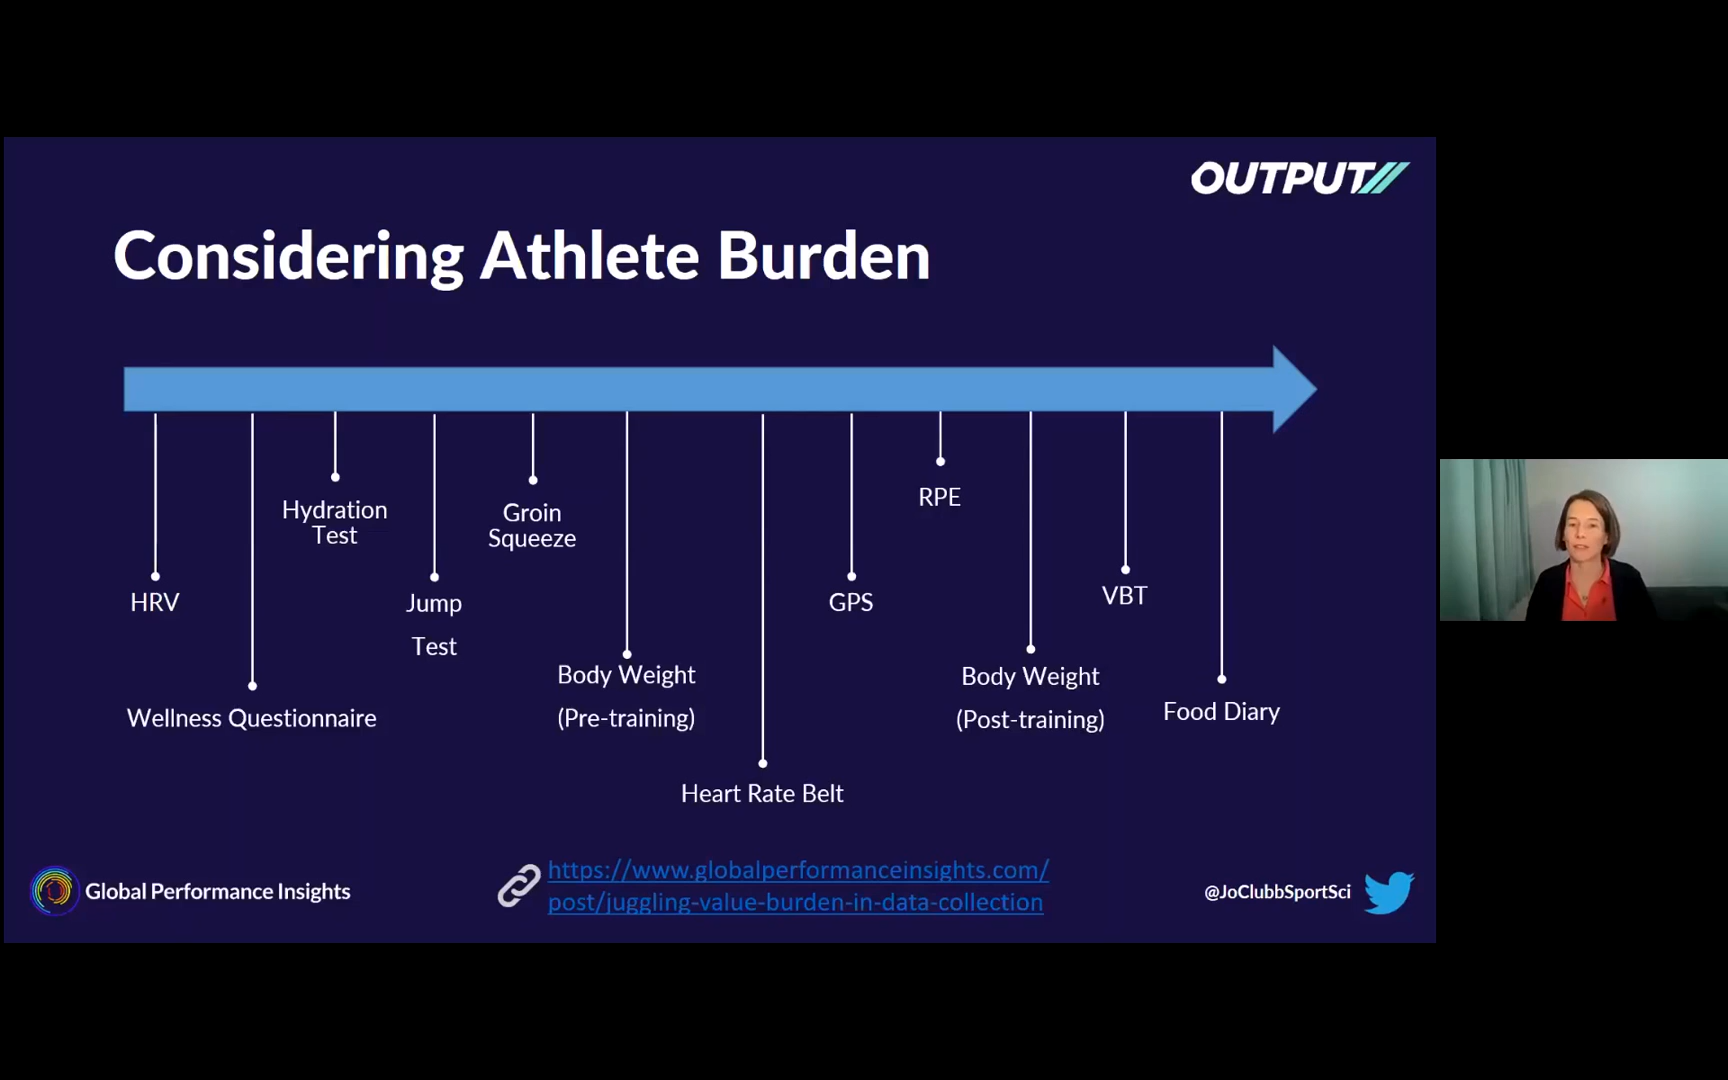 OUTPUT
Considering Athlete Burden
HRV
Wellness Questionnaire
Hydration
Test
Jump
Test
Groin
Squeeze
Body Weight
(Pre-training)
Heart Rate Belt
GPS
RPE
Body Weight
(Post-training)
VBT
Food Diary
Global Performance Insights
https://www.globalperformanceinsights.com/
post/juggling-value-burden-in-data-collection
@JoClubbSportSci